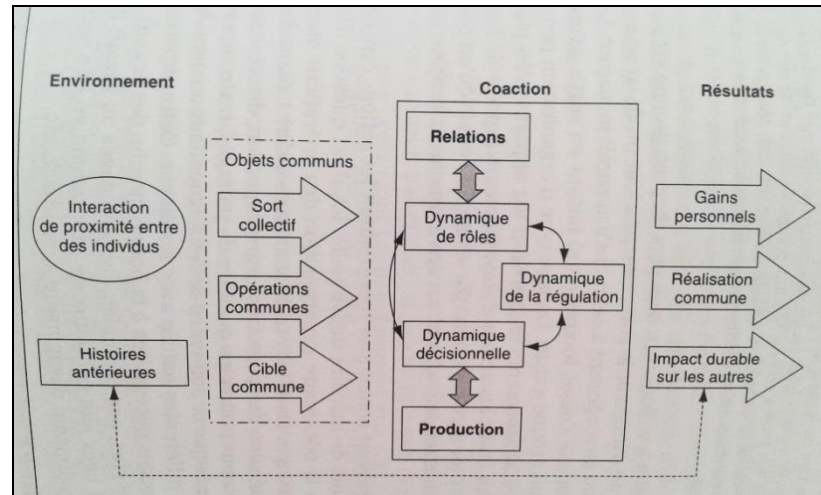 Environnement
Coaction
Résultats
Objets communs
Interaction
de proximité entre
des individus
Histoires
antérieures
Sort
collectif
Opérations
communes
Cible
commune
Relations
Dynamique
de rôles
Dynamique
de la régulation
Dynamique
décisionnelle
Production
Gains
personnels
Réalisation
commune
Impact durable
sur les autres